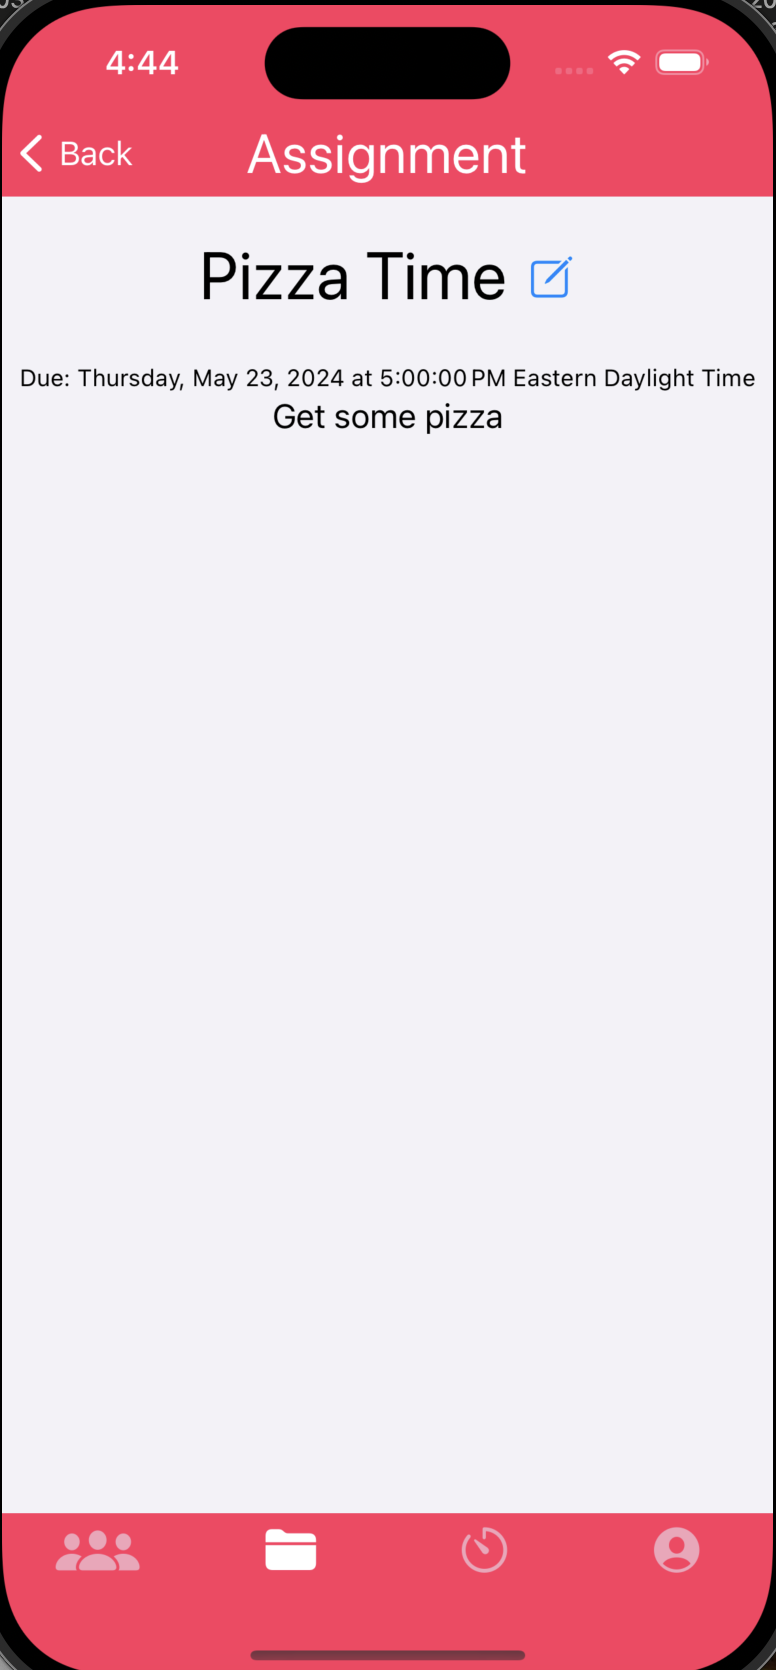 4:44
Back
Assignment
Pizza Time
Due: Thursday, May 23, 2024 at 5:00:00 PM Eastern Daylight Time
Get some pizza